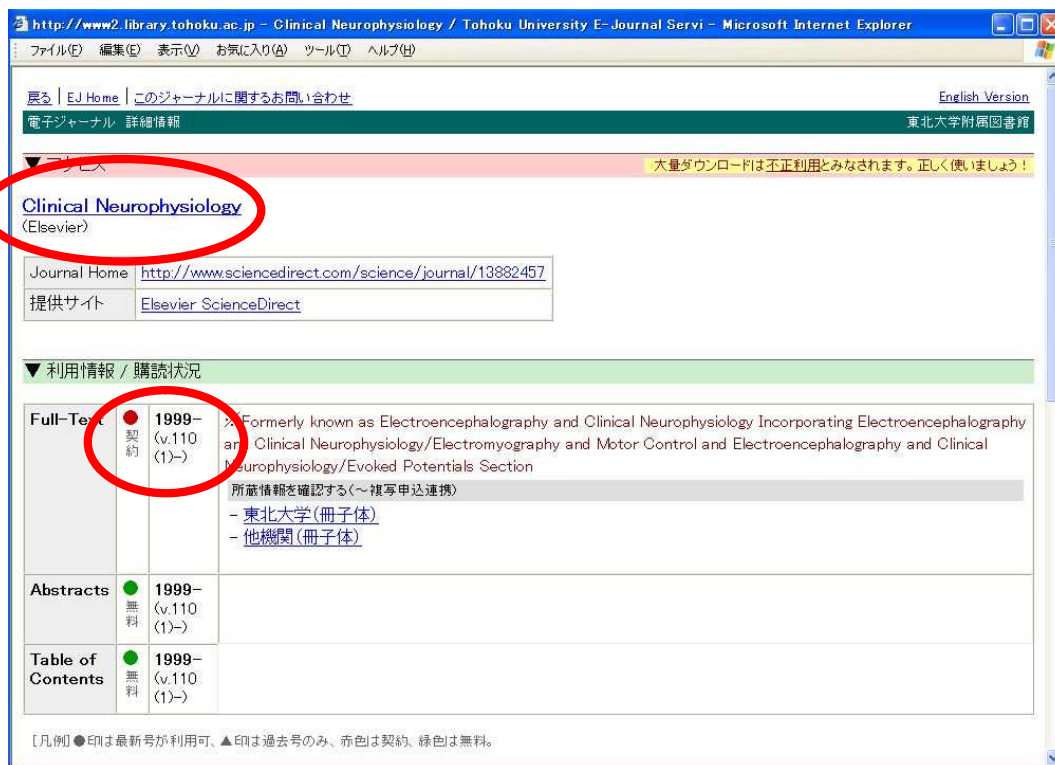 http://www2.library.tohoku.ac.jp - Clinical Neurophysiology / Tohoku University E-Journal Servi - Microsoft Internet Explorer
ファイル(F) 編集(E) 表示(V) お気に入り(A) ツール(T) ヘルプ(H)
戻る | EJ Home | このジャーナルに関するお問い合わせ English Version
電子ジャーナル 詳細情報 東北大学附属図書館
▼ アクセス 大量ダウンロードは不正利用とみなされます。正しく使いましょう!
Clinical Neurophysiology
(Elsevier)
Journal Home http://www.sciencedirect.com/science/journal/13882457
提供サイト Elsevier ScienceDirect
▼ 利用情報 / 購読状況
Full-Text ● 契約 1999- (v.110 (1)-)
※Formerly known as Electroencephalography and Clinical Neurophysiology Incorporating Electroencephalography
and Clinical Neurophysiology/Electromyography and Motor Control and Electroencephalography and Clinical
Neurophysiology/Evoked Potentials Section
所蔵情報を確認する(~複写申込連携)
- 東北大学(冊子体)
- 他機関(冊子体)
Abstracts ● 無料 1999- (v.110 (1)-)
Table of Contents ● 無料 1999- (v.110 (1)-)
[凡例]●印は最新号が利用可、▲印は過去号のみ、赤色は契約、緑色は無料。